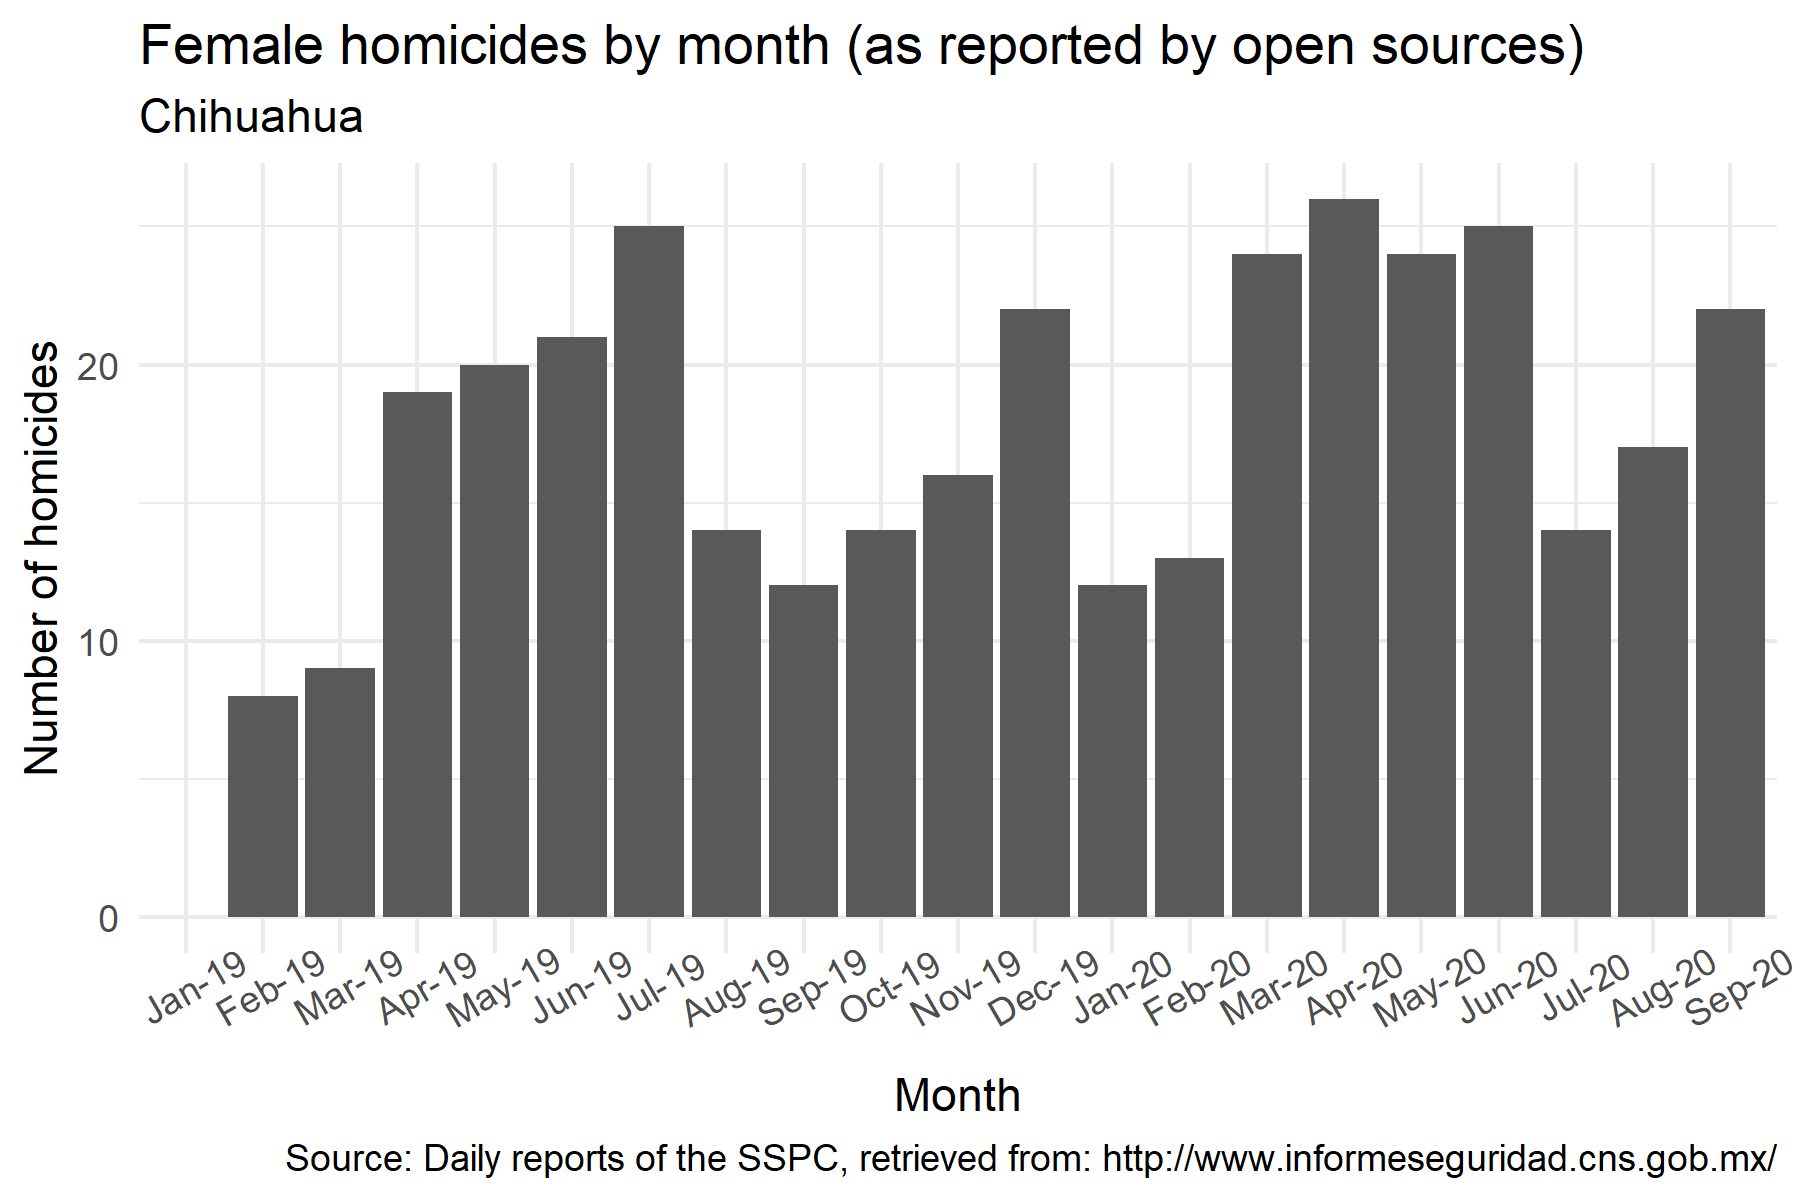 Female homicides by month (as reported by open sources)
Chihuahua
Number of homicides
20
10
0
Jan-19
Feb-19
Mar-19
Apr-19
May-19
Jun-19
Jul-19
Aug-19
Sep-19
Oct-19
Nov-19
Dec-19
Jan-20
Feb-20
Mar-20
Apr-20
May-20
Jun-20
Jul-20
Aug-20
Sep-20
Month
Source: Daily reports of the SSPC, retrieved from: http://www.informeseguridad.cns.gob.mx/